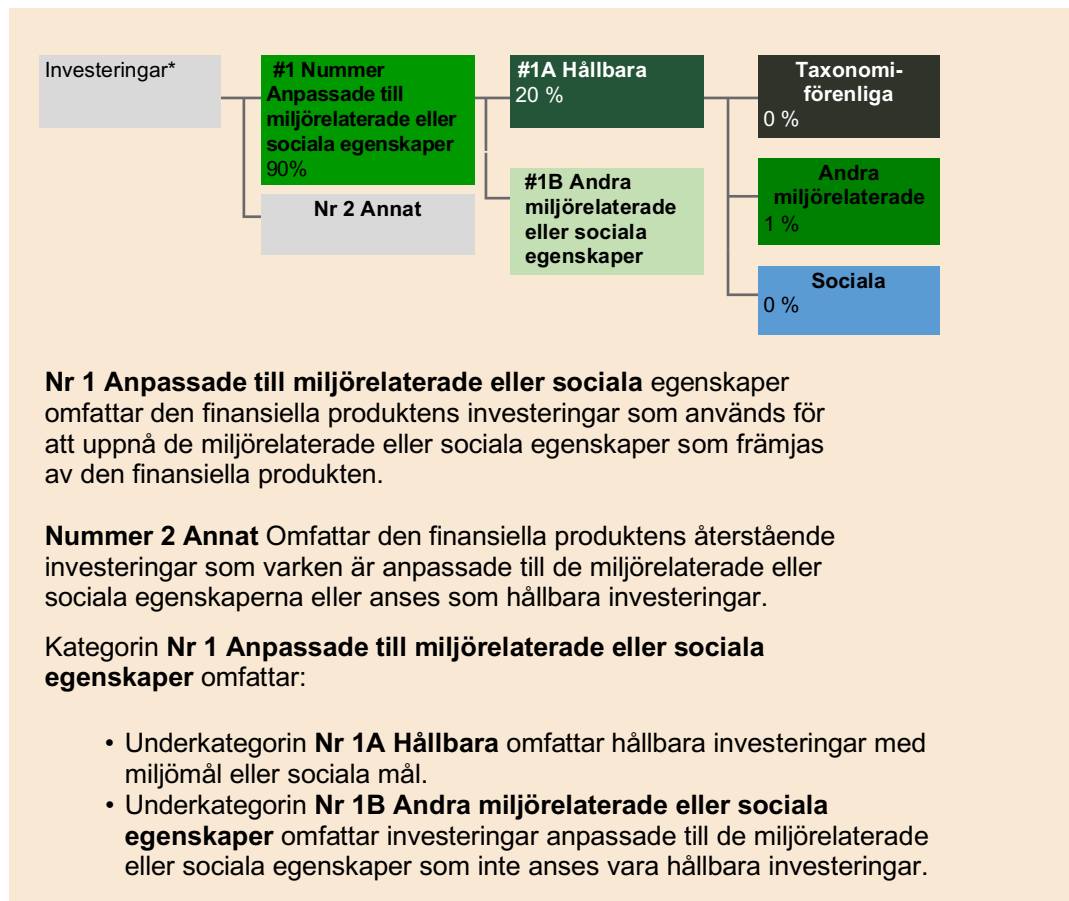 Investeringar*
#1 Nummer
Anpassade till
miljörelaterade eller
sociala egenskaper
90%
Nr 2 Annat
#1A Hållbara
20 %
#1B Andra
miljörelaterade
eller sociala
egenskaper
Taxonomi-
förenliga
0 %
Andra
miljörelaterade
1 %
Sociala
0 %
Nr 1 Anpassade till miljörelaterade eller sociala egenskaper
omfattar den finansiella produktens investeringar som används för
att uppnå de miljörelaterade eller sociala egenskaper som främjas
av den finansiella produkten.
Nummer 2 Annat Omfattar den finansiella produktens återstående
investeringar som varken är anpassade till de miljörelaterade eller
sociala egenskaperna eller anses som hållbara investeringar.
Kategorin Nr 1 Anpassade till miljörelaterade eller sociala
egenskaper omfattar:
• Underkategorin Nr 1A Hållbara omfattar hållbara investeringar med
miljömål eller sociala mål.
• Underkategorin Nr 1B Andra miljörelaterade eller sociala
egenskaper omfattar investeringar anpassade till de miljörelaterade
eller sociala egenskaper som inte anses vara hållbara investeringar.